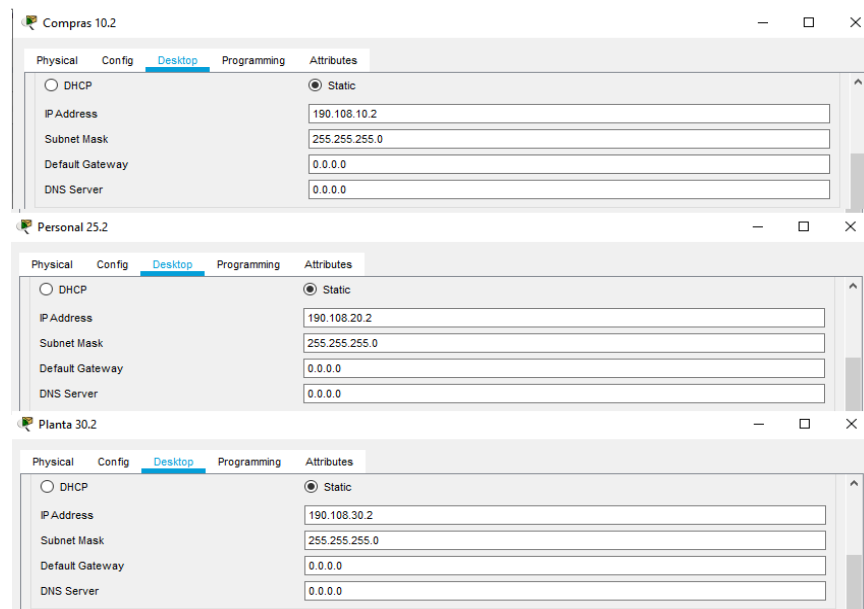 Compras 10.2
Physical Config Desktop Programming Attributes
DHCP Static
IP Address 190.108.10.2
Subnet Mask 255.255.255.0
Default Gateway 0.0.0.0
DNS Server 0.0.0.0
Personal 25.2
Physical Config Desktop Programming Attributes
DHCP Static
IP Address 190.108.20.2
Subnet Mask 255.255.255.0
Default Gateway 0.0.0.0
DNS Server 0.0.0.0
Planta 30.2
Physical Config Desktop Programming Attributes
DHCP Static
IP Address 190.108.30.2
Subnet Mask 255.255.255.0
Default Gateway 0.0.0.0
DNS Server 0.0.0.0